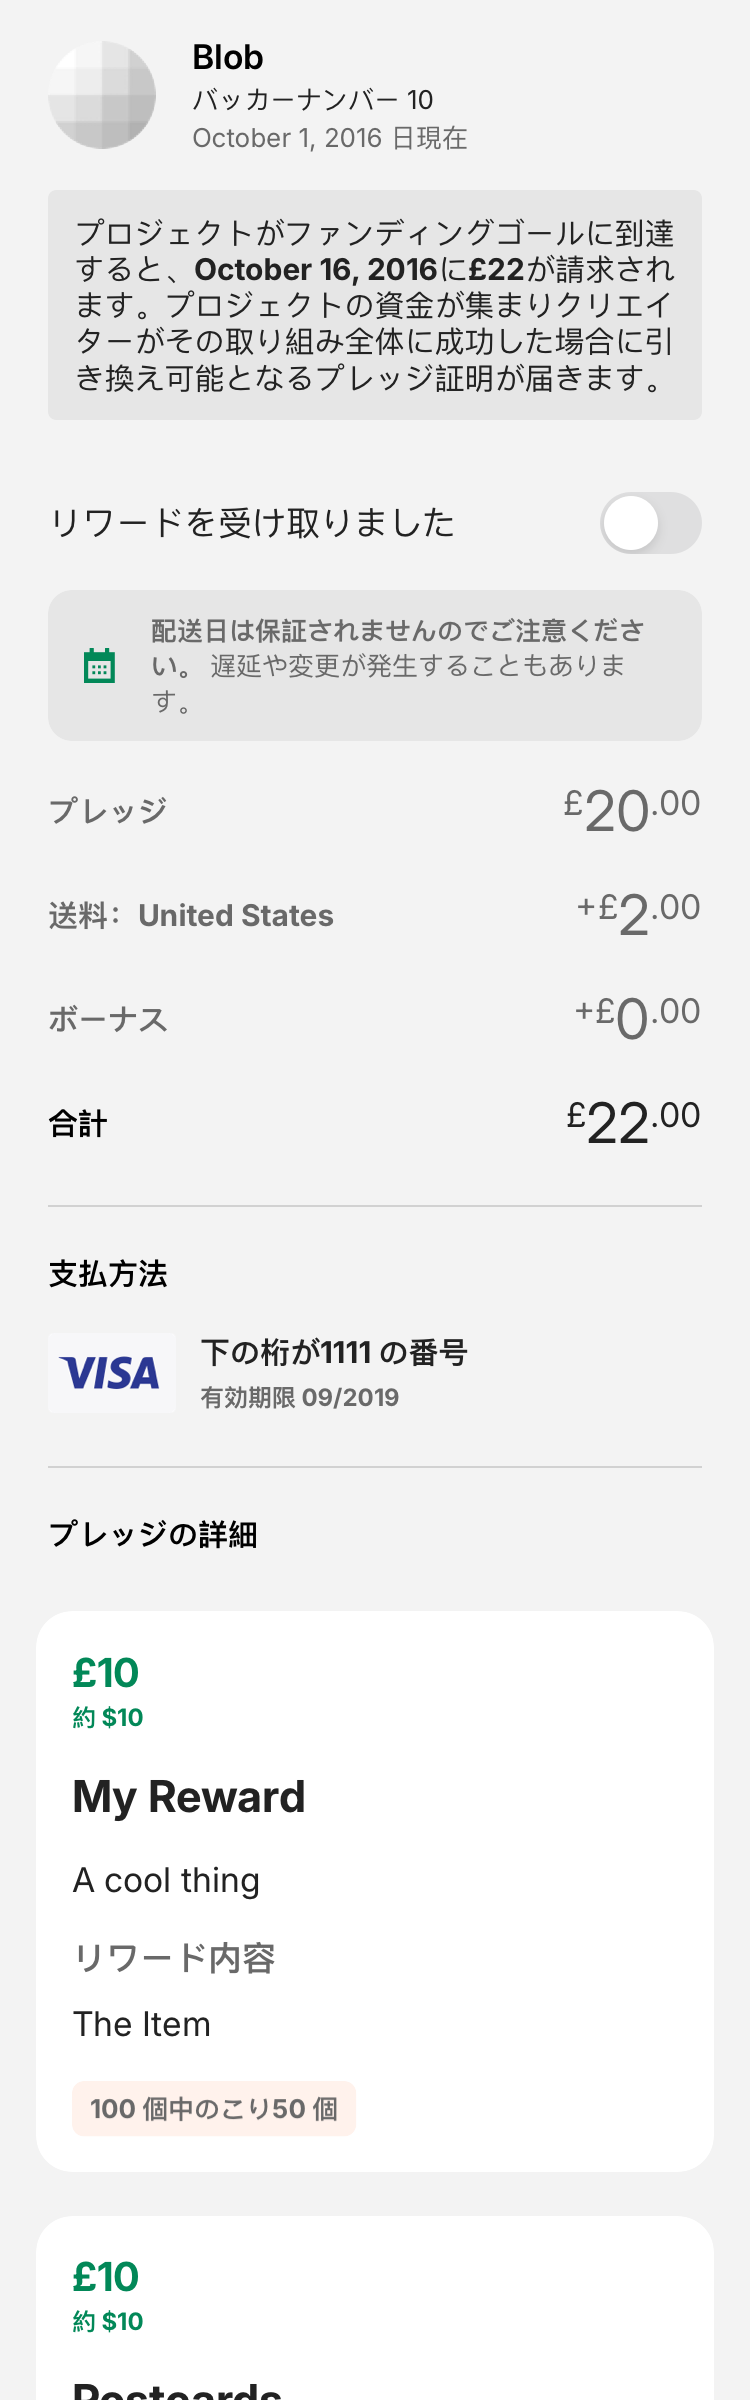 Blob
バッカーナンバー 10
October 1, 2016 日現在
プロジェクトがファンディングゴールに到達
すると、October 16, 2016に£22が請求され
ます。プロジェクトの資金が集まりクリエイ
ターがその取り組み全体に成功した場合に引
き換え可能となるプレッジ証明が届きます。
リワードを受け取りました
配送日は保証されませんのでご注意くださ
い。 遅延や変更が発生することもありま
す。
プレッジ £20.00
送料： United States +£2.00
ボーナス +£0.00
合計 £22.00
支払方法
VISA
下の桁が1111 の番号
有効期限 09/2019
プレッジの詳細
£10
約 $10
My Reward
A cool thing
リワード内容
The Item
100 個中のこり50 個
£10
約 $10
Postcards